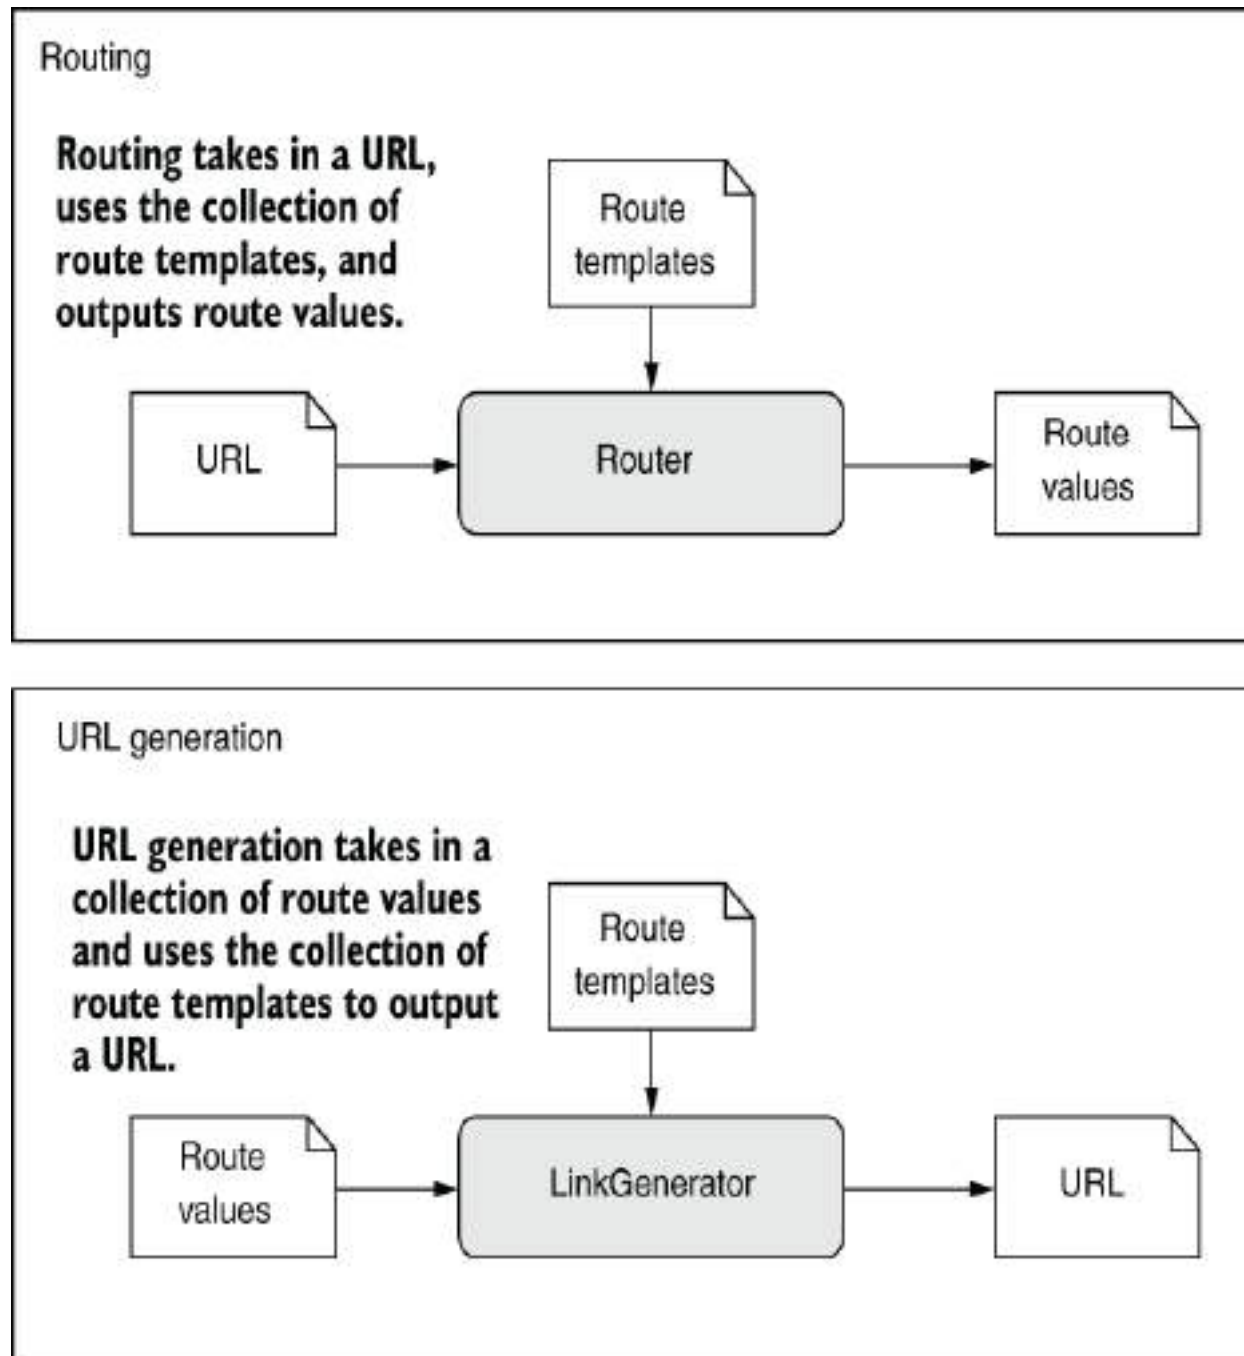 Routing
Routing takes in a URL,
uses the collection of
route templates, and
outputs route values.
Route
templates
URL
Router
Route
values
URL generation
URL generation takes in a
collection of route values
and uses the collection of
route templates to output
a URL.
Route
templates
Route
values
LinkGenerator
URL